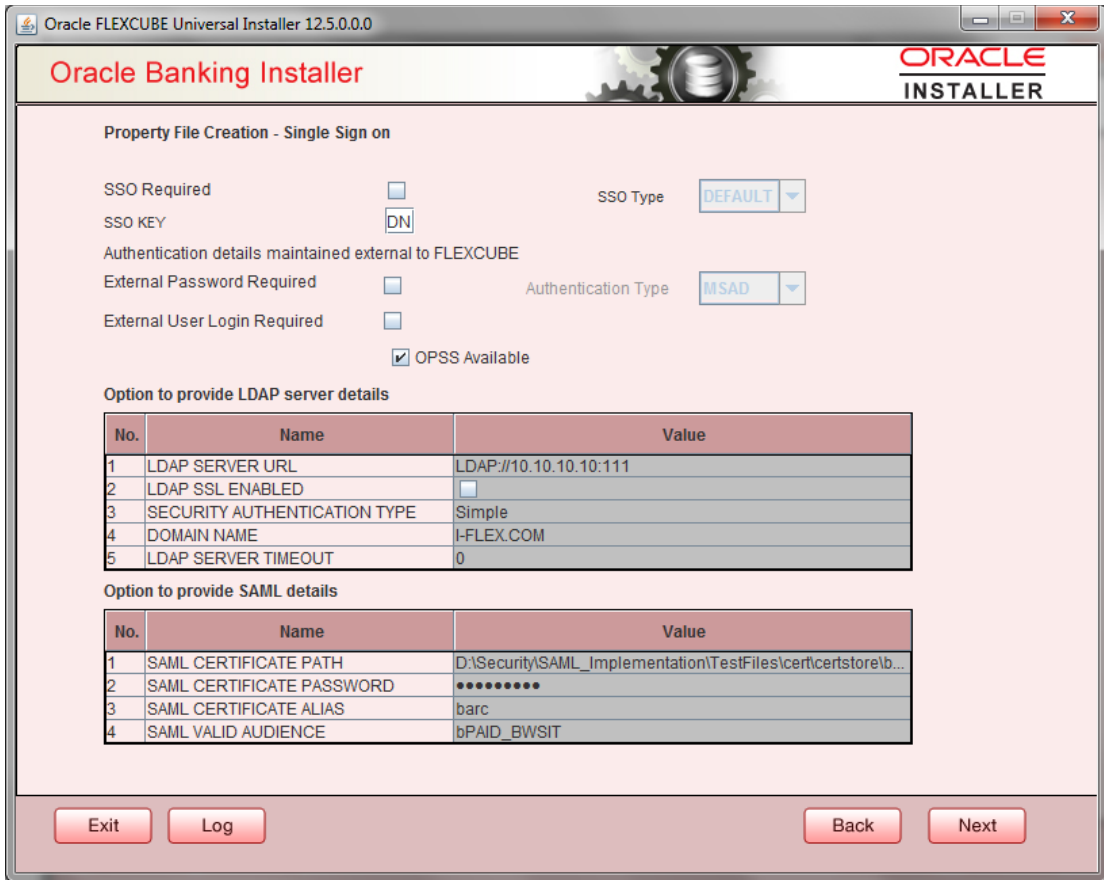 Oracle FLEXCUBE Universal Installer 12.5.0.0.0
Oracle Banking Installer
ORACLE
INSTALLER
Property File Creation - Single Sign on
SSO Required SSO Type DEFAULT
SSO KEY DN
Authentication details maintained external to FLEXCUBE
External Password Required Authentication Type MSAD
External User Login Required
OPSS Available
Option to provide LDAP server details
No. Name Value
1 LDAP SERVER URL LDAP://10.10.10.10:111
2 LDAP SSL ENABLED
3 SECURITY AUTHENTICATION TYPE Simple
4 DOMAIN NAME I-FLEX.COM
5 LDAP SERVER TIMEOUT 0
Option to provide SAML details
No. Name Value
1 SAML CERTIFICATE PATH D:\Security\SAML_Implementation\TestFiles\cert\certstore\b...
2 SAML CERTIFICATE PASSWORD •••••••••
3 SAML CERTIFICATE ALIAS barc
4 SAML VALID AUDIENCE bPAID_BWSIT
Exit Log Back Next